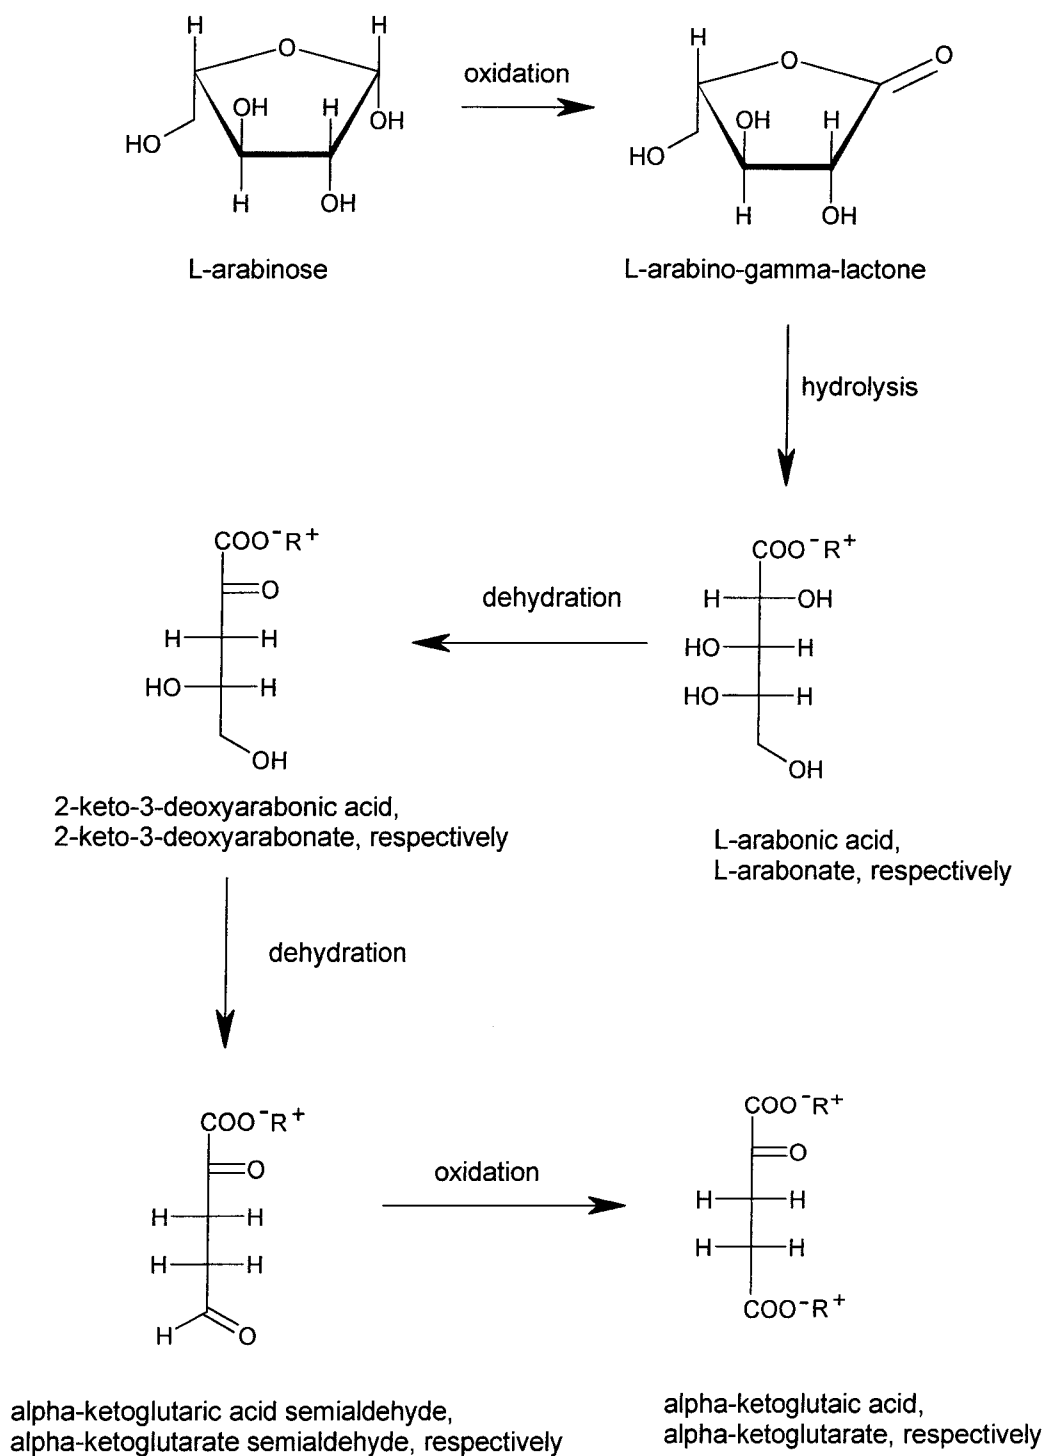 H
O
H
OH
H
HO
OH
H
OH
L-arabinose
oxidation
H
O
O
OH
H
HO
H
OH
L-arabino-gamma-lactone
hydrolysis
COO⁻R⁺
H
OH
HO
H
HO
H
OH
L-arabonic acid,
L-arabonate, respectively
dehydration
COO⁻R⁺
O
H
H
HO
H
OH
2-keto-3-deoxyarabonic acid,
2-keto-3-deoxyarabonate, respectively
dehydration
COO⁻R⁺
O
H
H
H
H
H
O
alpha-ketoglutaric acid semialdehyde,
alpha-ketoglutarate semialdehyde, respectively
oxidation
COO⁻R⁺
O
H
H
H
H
COO⁻R⁺
alpha-ketoglutaic acid,
alpha-ketoglutarate, respectively